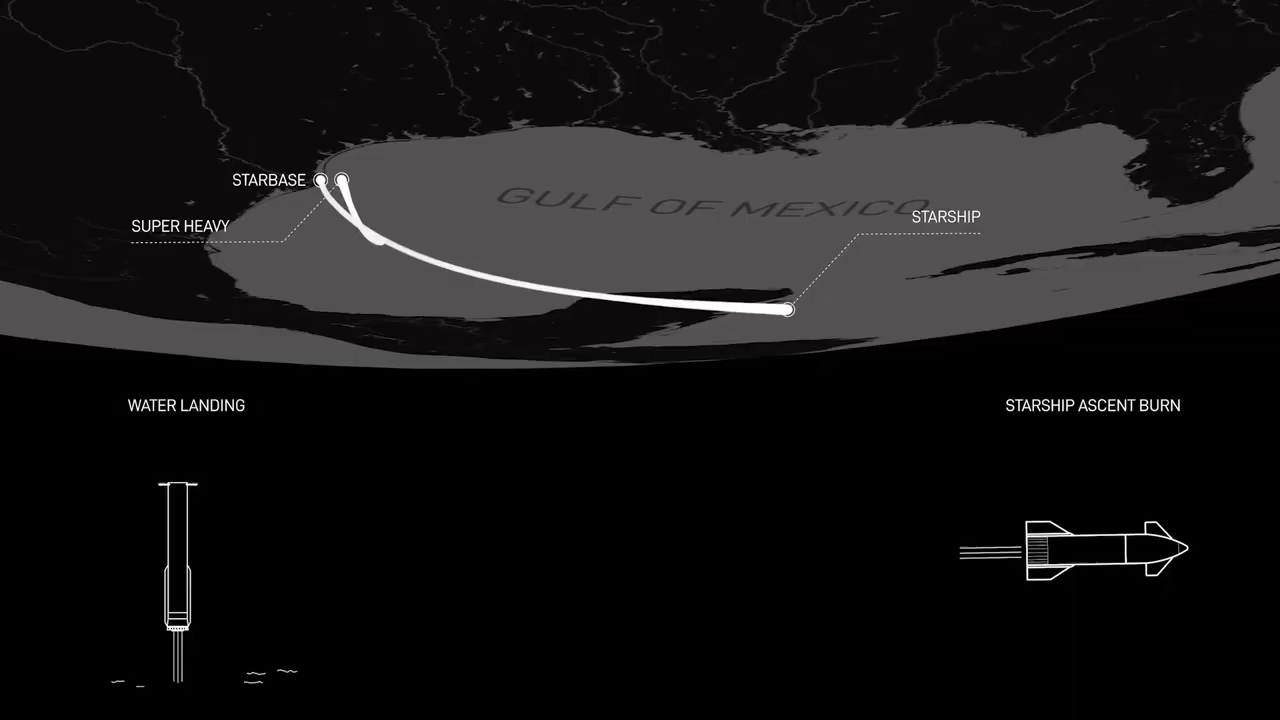 STARBASE
GULF OF MEXICO
SUPER HEAVY
STARSHIP
WATER LANDING
STARSHIP ASCENT BURN